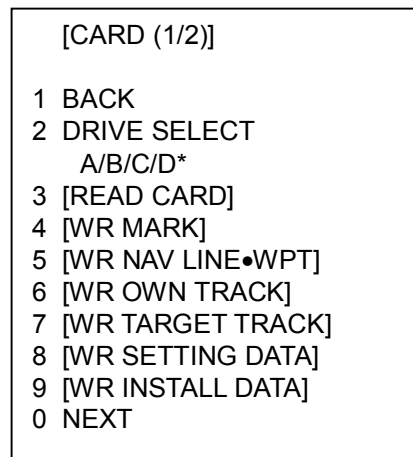 [CARD (1/2)]
1 BACK
2 DRIVE SELECT
A/B/C/D*
3 [READ CARD]
4 [WR MARK]
5 [WR NAV LINE•WPT]
6 [WR OWN TRACK]
7 [WR TARGET TRACK]
8 [WR SETTING DATA]
9 [WR INSTALL DATA]
0 NEXT